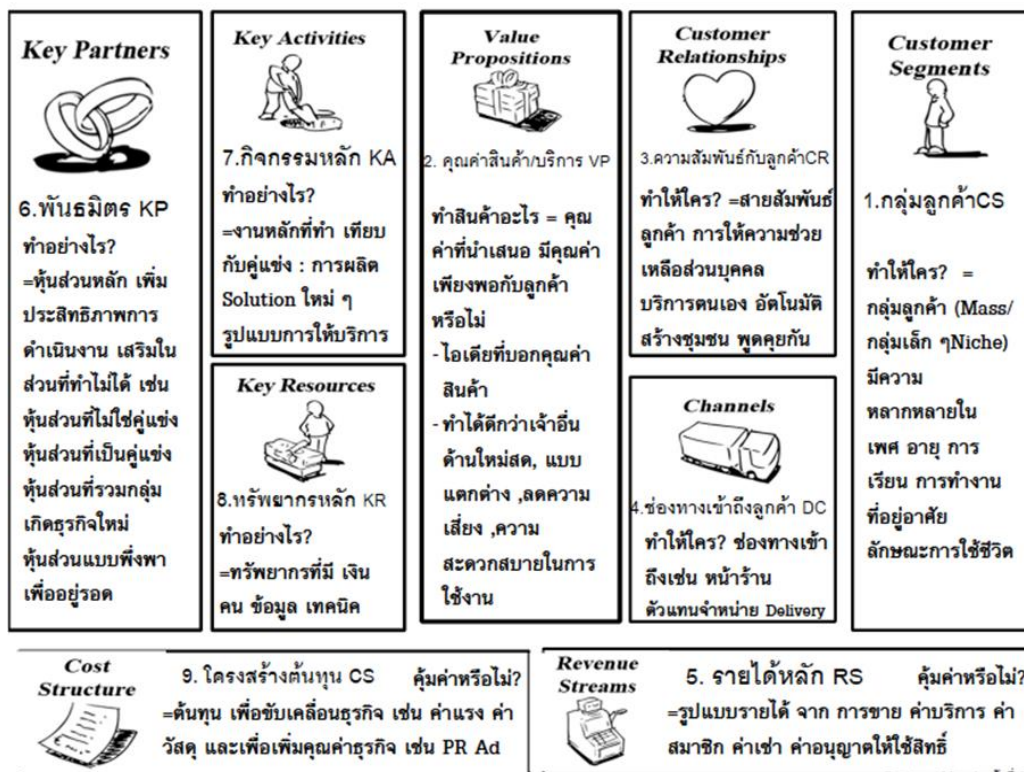 Key Partners
6.พันธมิตร KP
ทำอย่างไร?
=หุ้นส่วนหลัก เพิ่ม
ประสิทธิภาพการ
ดำเนินงาน เสริมใน
ส่วนที่ทำไม่ได้ เช่น
หุ้นส่วนที่ไม่ใช่คู่แข่ง
หุ้นส่วนที่เป็นคู่แข่ง
หุ้นส่วนที่รวมกลุ่ม
เกิดธุรกิจใหม่
หุ้นส่วนแบบพึ่งพา
เพื่ออยู่รอด
Key Activities
7.กิจกรรมหลัก KA
ทำอย่างไร?
=งานหลักที่ทำ เทียบ
กับคู่แข่ง : การผลิต
Solution ใหม่ ๆ
รูปแบบการให้บริการ
Key Resources
8.ทรัพยากรหลัก KR
ทำอย่างไร?
=ทรัพยากรที่มี เงิน
คน ข้อมูล เทคนิค
Value
Propositions
2. คุณค่าสินค้า/บริการ VP
ทำสินค้าอะไร = คุณ
ค่าที่นำเสนอ มีคุณค่า
เพียงพอกับลูกค้า
หรือไม่
- ไอเดียที่บอกคุณค่า
สินค้า
- ทำได้ดีกว่าเจ้าอื่น
ด้านใหม่สด, แบบ
แตกต่าง ,ลดความ
เสี่ยง ,ความ
สะดวกสบายในการ
ใช้งาน
Customer
Relationships
3.ความสัมพันธ์กับลูกค้าCR
ทำให้ใคร? =สายสัมพันธ์
ลูกค้า การให้ความช่วย
เหลือส่วนบุคคล
บริการตนเอง อัตโนมัติ
สร้างชุมชน พูดคุยกัน
Channels
4.ช่องทางเข้าถึงลูกค้า DC
ทำให้ใคร? ช่องทางเข้า
ถึงเช่น หน้าร้าน
ตัวแทนจำหน่าย Delivery
Customer
Segments
1.กลุ่มลูกค้าCS
ทำให้ใคร? =
กลุ่มลูกค้า (Mass/
กลุ่มเล็ก ๆNiche)
มีความ
หลากหลายใน
เพศ อายุ การ
เรียน การทำงาน
ที่อยู่อาศัย
ลักษณะการใช้ชีวิต
Cost
Structure
9. โครงสร้างต้นทุน CS คุ้มค่าหรือไม่?
=ต้นทุน เพื่อขับเคลื่อนธุรกิจ เช่น ค่าแรง ค่า
วัสดุ และเพื่อเพิ่มคุณค่าธุรกิจ เช่น PR Ad
Revenue
Streams
5. รายได้หลัก RS คุ้มค่าหรือไม่?
=รูปแบบรายได้ จาก การขาย ค่าบริการ ค่า
สมาชิก ค่าเช่า ค่าอนุญาตให้ใช้สิทธิ์